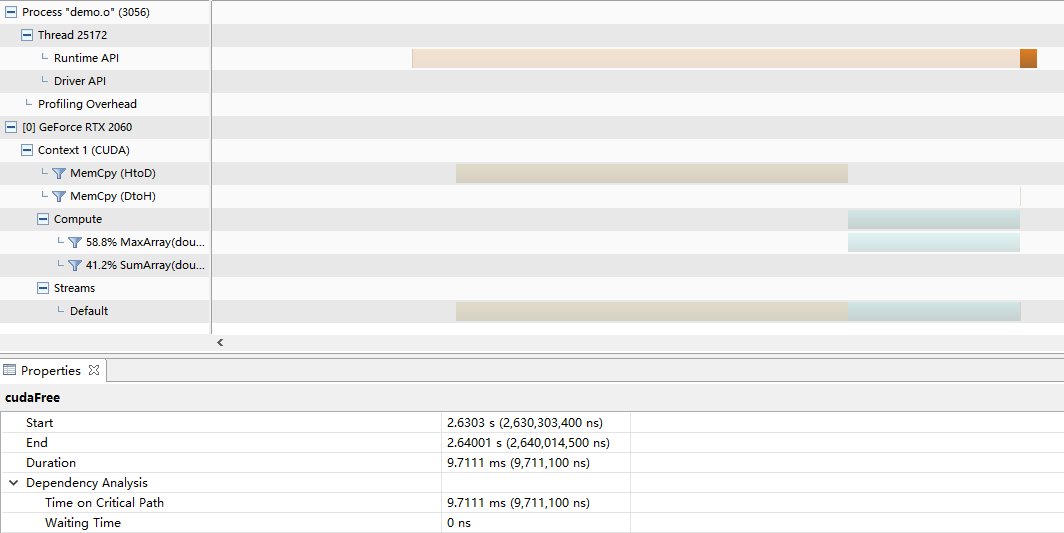 Process "demo.o" (3056)
Thread 25172
Runtime API
Driver API
Profiling Overhead
[0] GeForce RTX 2060
Context 1 (CUDA)
MemCpy (HtoD)
MemCpy (DtoH)
Compute
58.8% MaxArray(dou...
41.2% SumArray(dou...
Streams
Default
Properties
cudaFree
Start 2.6303 s (2,630,303,400 ns)
End 2.64001 s (2,640,014,500 ns)
Duration 9.7111 ms (9,711,100 ns)
Dependency Analysis
Time on Critical Path 9.7111 ms (9,711,100 ns)
Waiting Time 0 ns